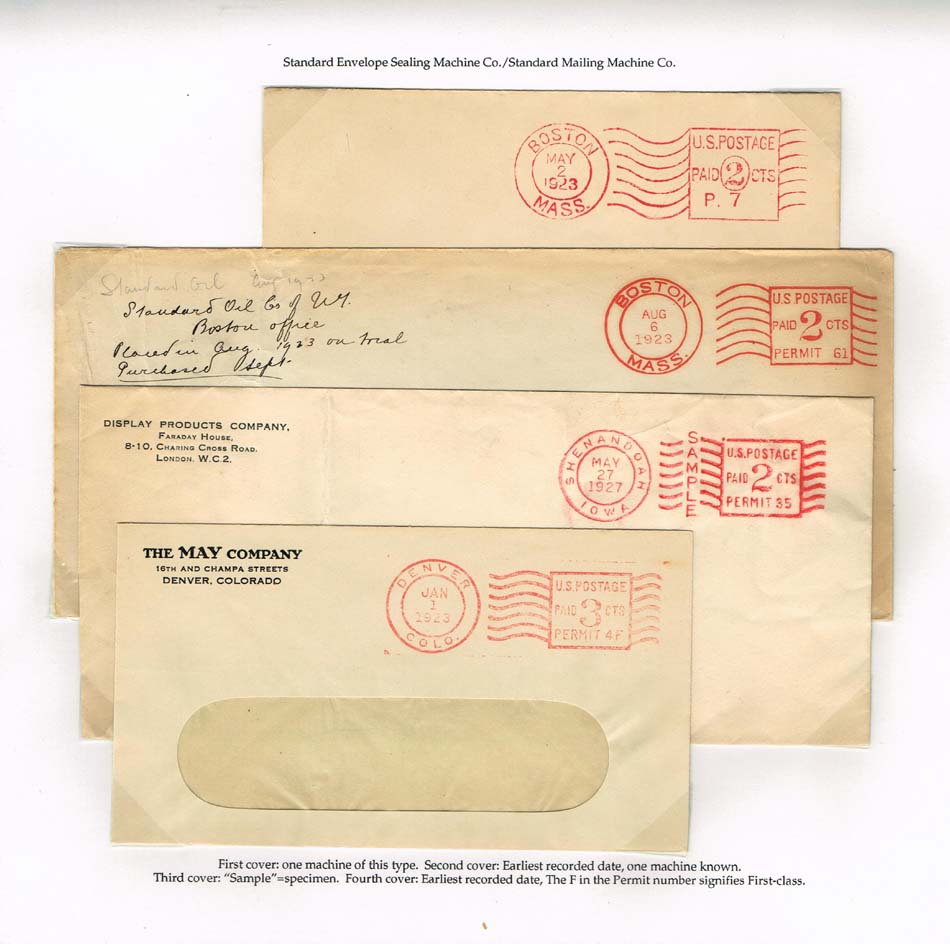 Standard Envelope Sealing Machine Co./Standard Mailing Machine Co.
BOSTON
MAY
2
1923
MASS.
U.S.POSTAGE
PAID 2 CTS
P. 7
Standard Oil Aug 1923
Standard Oil Co of N.Y.
Boston office
Placed in Aug. 1923 on trial
Purchased Sept.
BOSTON
AUG
6
1923
MASS.
U.S. POSTAGE
PAID 2 CTS
PERMIT 61
DISPLAY PRODUCTS COMPANY,
FARADAY HOUSE,
8-10, CHARING CROSS ROAD,
LONDON, W.C.2.
SHENANDOAH
MAY
27
1927
IOWA
SAMPLE
U.S.POSTAGE
PAID 2 CTS
PERMIT 35
THE MAY COMPANY
16TH AND CHAMPA STREETS
DENVER, COLORADO
DENVER
JAN
1
1923
COLO.
U.S.POSTAGE
PAID 3 CTS
PERMIT 4F
First cover: one machine of this type. Second cover: Earliest recorded date, one machine known.
Third cover: “Sample”=specimen. Fourth cover: Earliest recorded date, The F in the Permit number signifies First-class.